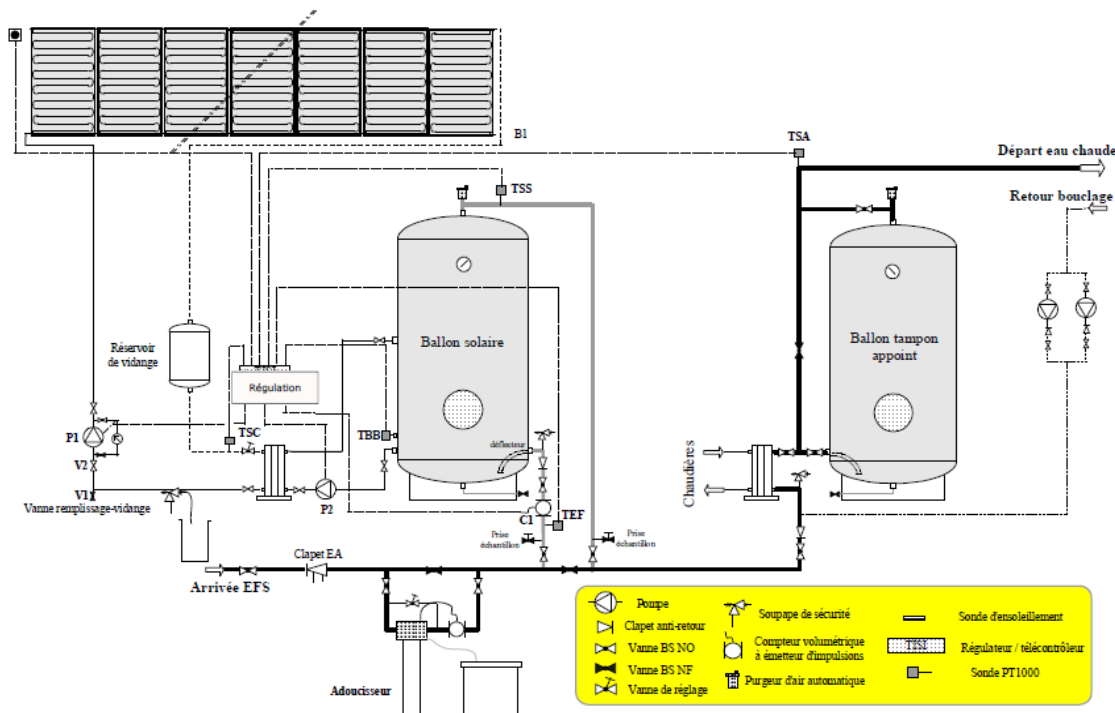 B1
TSA
Départ eau chaude
TSS
Retour bouclage
Réservoir
de vidange
Ballon solaire
Ballon tampon
appoint
Régulation
P1
TSC
TBB
déflecteur
V2
V1
Vanne remplissage-vidange
P2
C1
TEF
Chaudières
Prise
échantillon
Prise
échantillon
Clapet EA
Arrivée EFS
Adoucisseur
Pompe
Clapet anti-retour
Vanne BS NO
Vanne BS NF
Vanne de réglage
Soupape de sécurité
Compteur volumétrique
à émetteur d'impulsions
Purgeur d'air automatique
Sonde d'ensoleillement
Régulateur / télécontrôleur
Sonde PT1000